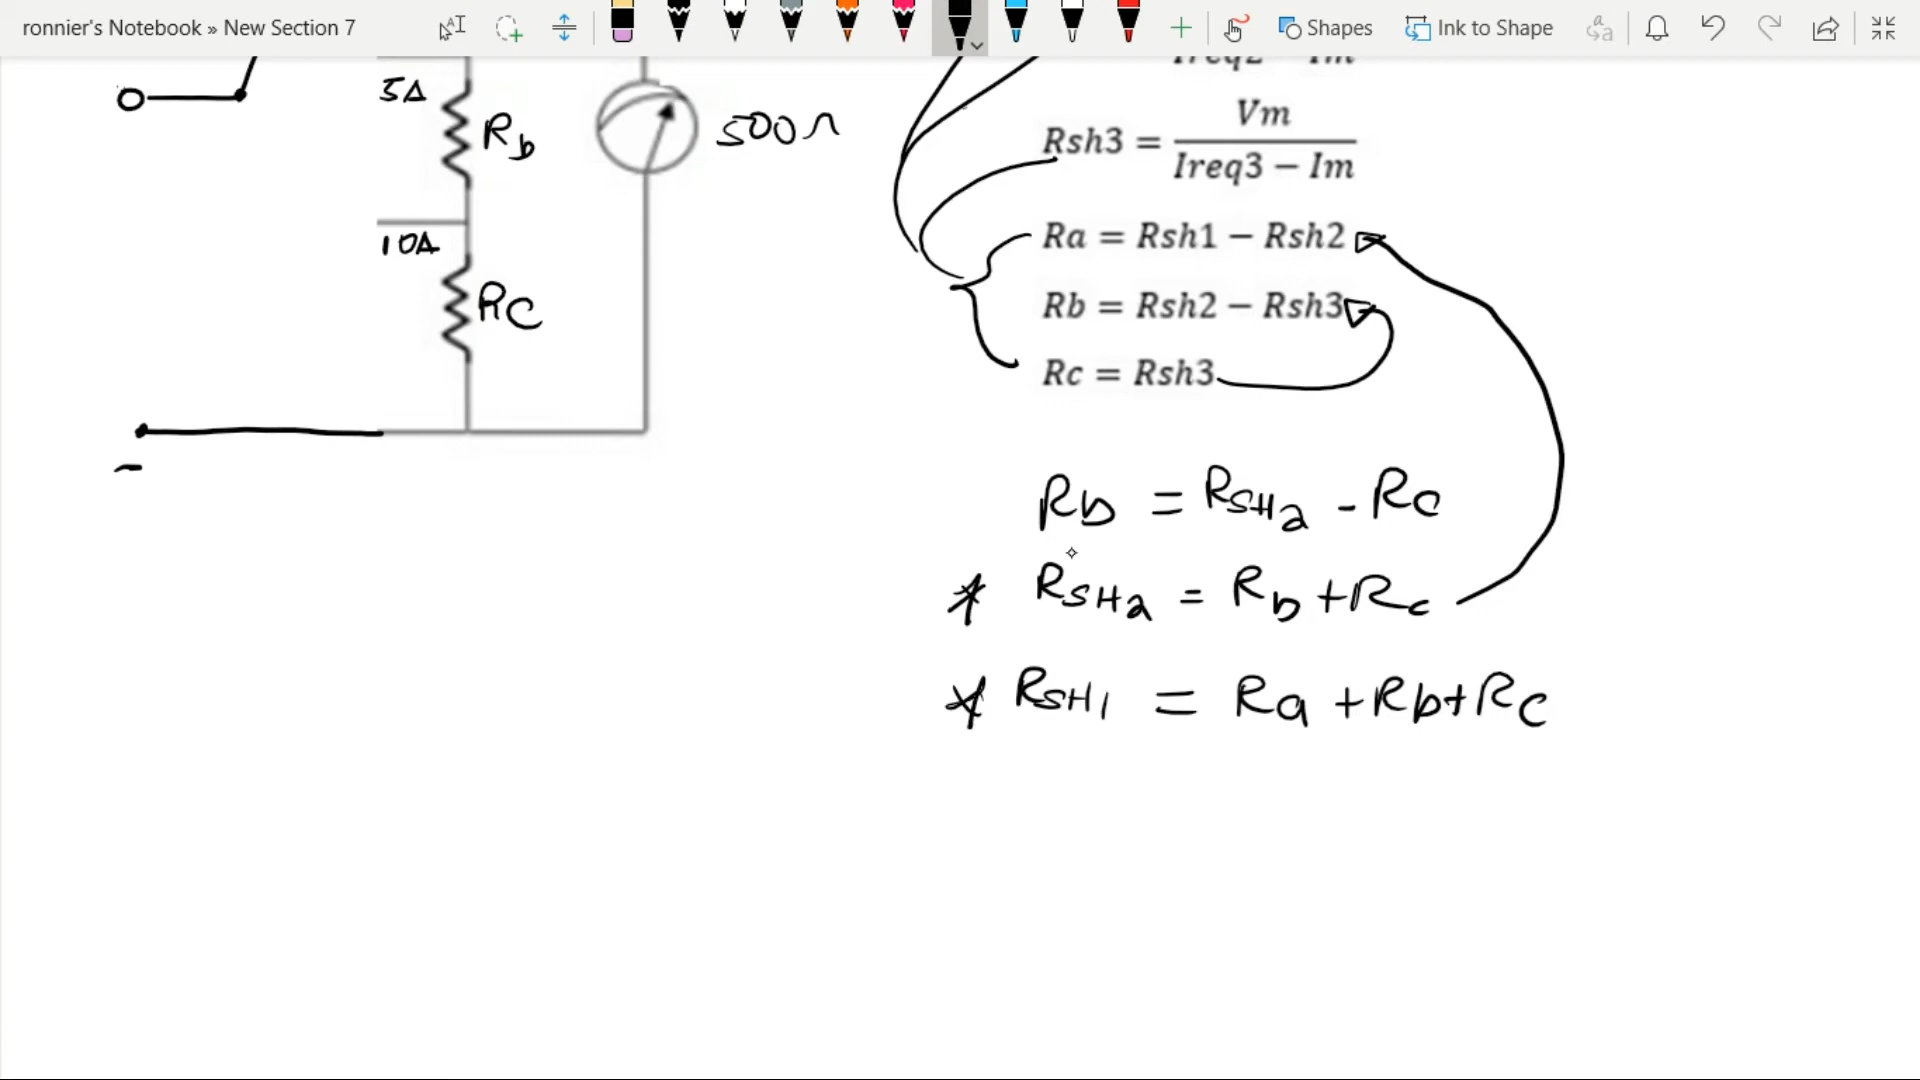 ronnier's Notebook » New Section 7
Shapes
Ink to Shape
5A
Rb
500Ω
10A
RC
-
Rsh3 = Vm / Ireq3 − Im
Ra = Rsh1 − Rsh2
Rb = Rsh2 − Rsh3
Rc = Rsh3
Rb = RSH2 - RC
* RSH2 = Rb + Rc
* RSH1 = Ra + Rb + Rc